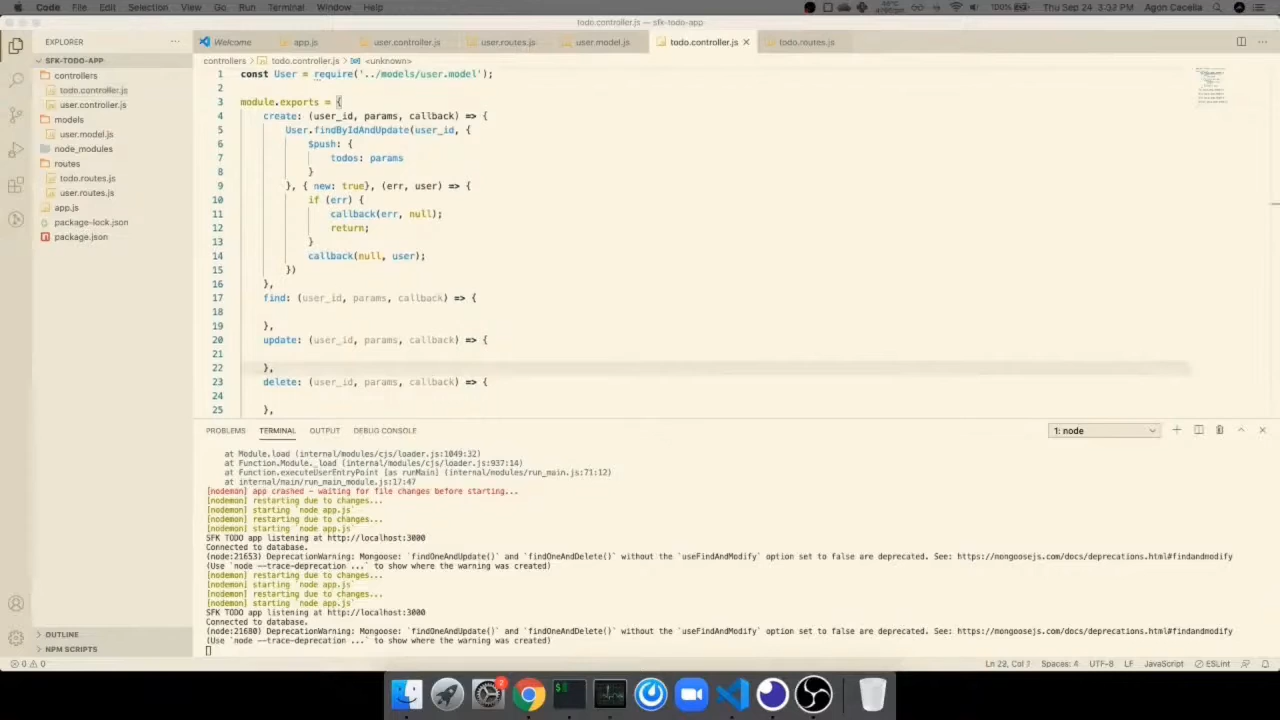 Code File Edit Selection View Go Run Terminal Window Help 100% Thu Sep 24 3:32 PM Agon Cacelia
todo.controller.js — sfk-todo-app
EXPLORER ...
Welcome app.js user.controller.js user.routes.js user.model.js todo.controller.js todo.routes.js
SFK-TODO-APP
controllers > todo.controller.js > <unknown>
controllers
todo.controller.js
user.controller.js
models
user.model.js
node_modules
routes
todo.routes.js
user.routes.js
app.js
package-lock.json
package.json
1 const User = require('../models/user.model');
2
3 module.exports = {
4 create: (user_id, params, callback) => {
5 User.findByIdAndUpdate(user_id, {
6 $push: {
7 todos: params
8 }
9 }, { new: true}, (err, user) => {
10 if (err) {
11 callback(err, null);
12 return;
13 }
14 callback(null, user);
15 })
16 },
17 find: (user_id, params, callback) => {
18
19 },
20 update: (user_id, params, callback) => {
21
22 },
23 delete: (user_id, params, callback) => {
24
25 },
PROBLEMS TERMINAL OUTPUT DEBUG CONSOLE 1: node
at Module.load (internal/modules/cjs/loader.js:1049:32)
at Function.Module._load (internal/modules/cjs/loader.js:937:14)
at Function.executeUserEntryPoint [as runMain] (internal/modules/run_main.js:71:12)
at internal/main/run_main_module.js:17:47
[nodemon] app crashed - waiting for file changes before starting...
[nodemon] restarting due to changes...
[nodemon] starting `node app.js`
[nodemon] restarting due to changes...
[nodemon] starting `node app.js`
SFK TODO app listening at http://localhost:3000
Connected to database.
(node:21653) DeprecationWarning: Mongoose: `findOneAndUpdate()` and `findOneAndDelete()` without the `useFindAndModify` option set to false are deprecated. See: https://mongoosejs.com/docs/deprecations.html#findandmodify
(Use `node --trace-deprecation ...` to show where the warning was created)
[nodemon] restarting due to changes...
[nodemon] starting `node app.js`
[nodemon] restarting due to changes...
[nodemon] starting `node app.js`
SFK TODO app listening at http://localhost:3000
Connected to database.
(node:21680) DeprecationWarning: Mongoose: `findOneAndUpdate()` and `findOneAndDelete()` without the `useFindAndModify` option set to false are deprecated. See: https://mongoosejs.com/docs/deprecations.html#findandmodify
(Use `node --trace-deprecation ...` to show where the warning was created)
OUTLINE
NPM SCRIPTS
0 0 Ln 22, Col 7 Spaces: 4 UTF-8 LF JavaScript ESLint
2